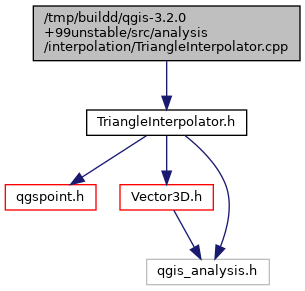 /tmp/buildd/qgis-3.2.0
+99unstable/src/analysis
/interpolation/TriangleInterpolator.cpp
TriangleInterpolator.h
qgspoint.h
Vector3D.h
qgis_analysis.h